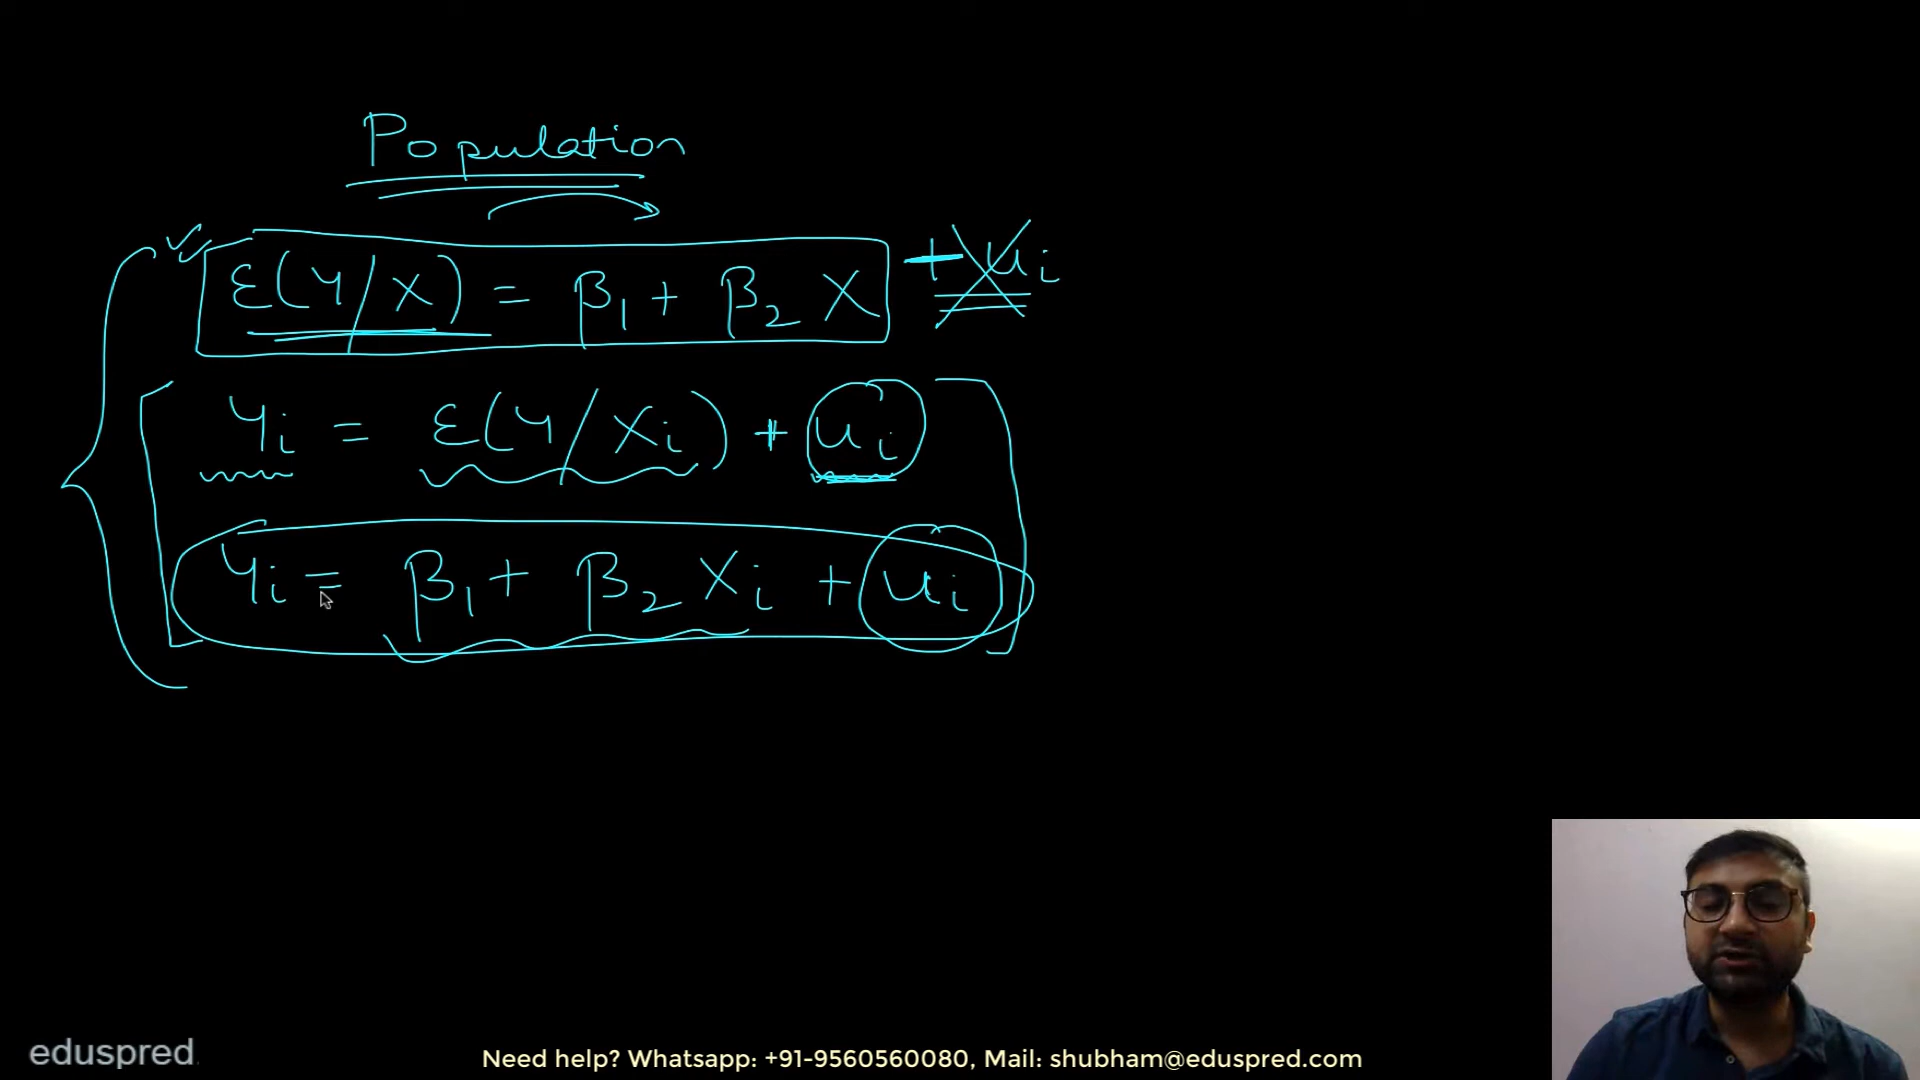 Population
ε(Y/X) = β₁ + β₂ X + uᵢ
Yᵢ = ε(Y/Xᵢ) + uᵢ
Yᵢ = β₁ + β₂ Xᵢ + uᵢ
eduspred.
Need help? Whatsapp: +91-9560560080, Mail: shubham@eduspred.com